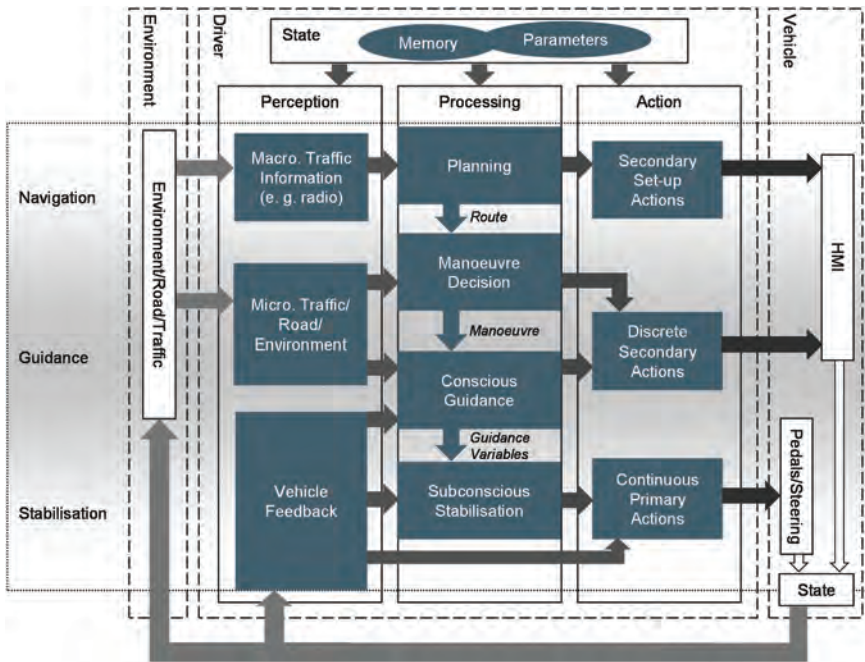 Environment
Driver
State
Memory
Parameters
Vehicle
Perception
Processing
Action
Navigation
Guidance
Stabilisation
Environment/Road/Traffic
Macro. Traffic
Information
(e. g. radio)
Planning
Secondary
Set-up
Actions
Route
Micro. Traffic/
Road/
Environment
Manoeuvre
Decision
Manoeuvre
Discrete
Secondary
Actions
Conscious
Guidance
Guidance
Variables
Vehicle
Feedback
Subconscious
Stabilisation
Continuous
Primary
Actions
HMI
Pedals/Steering
State